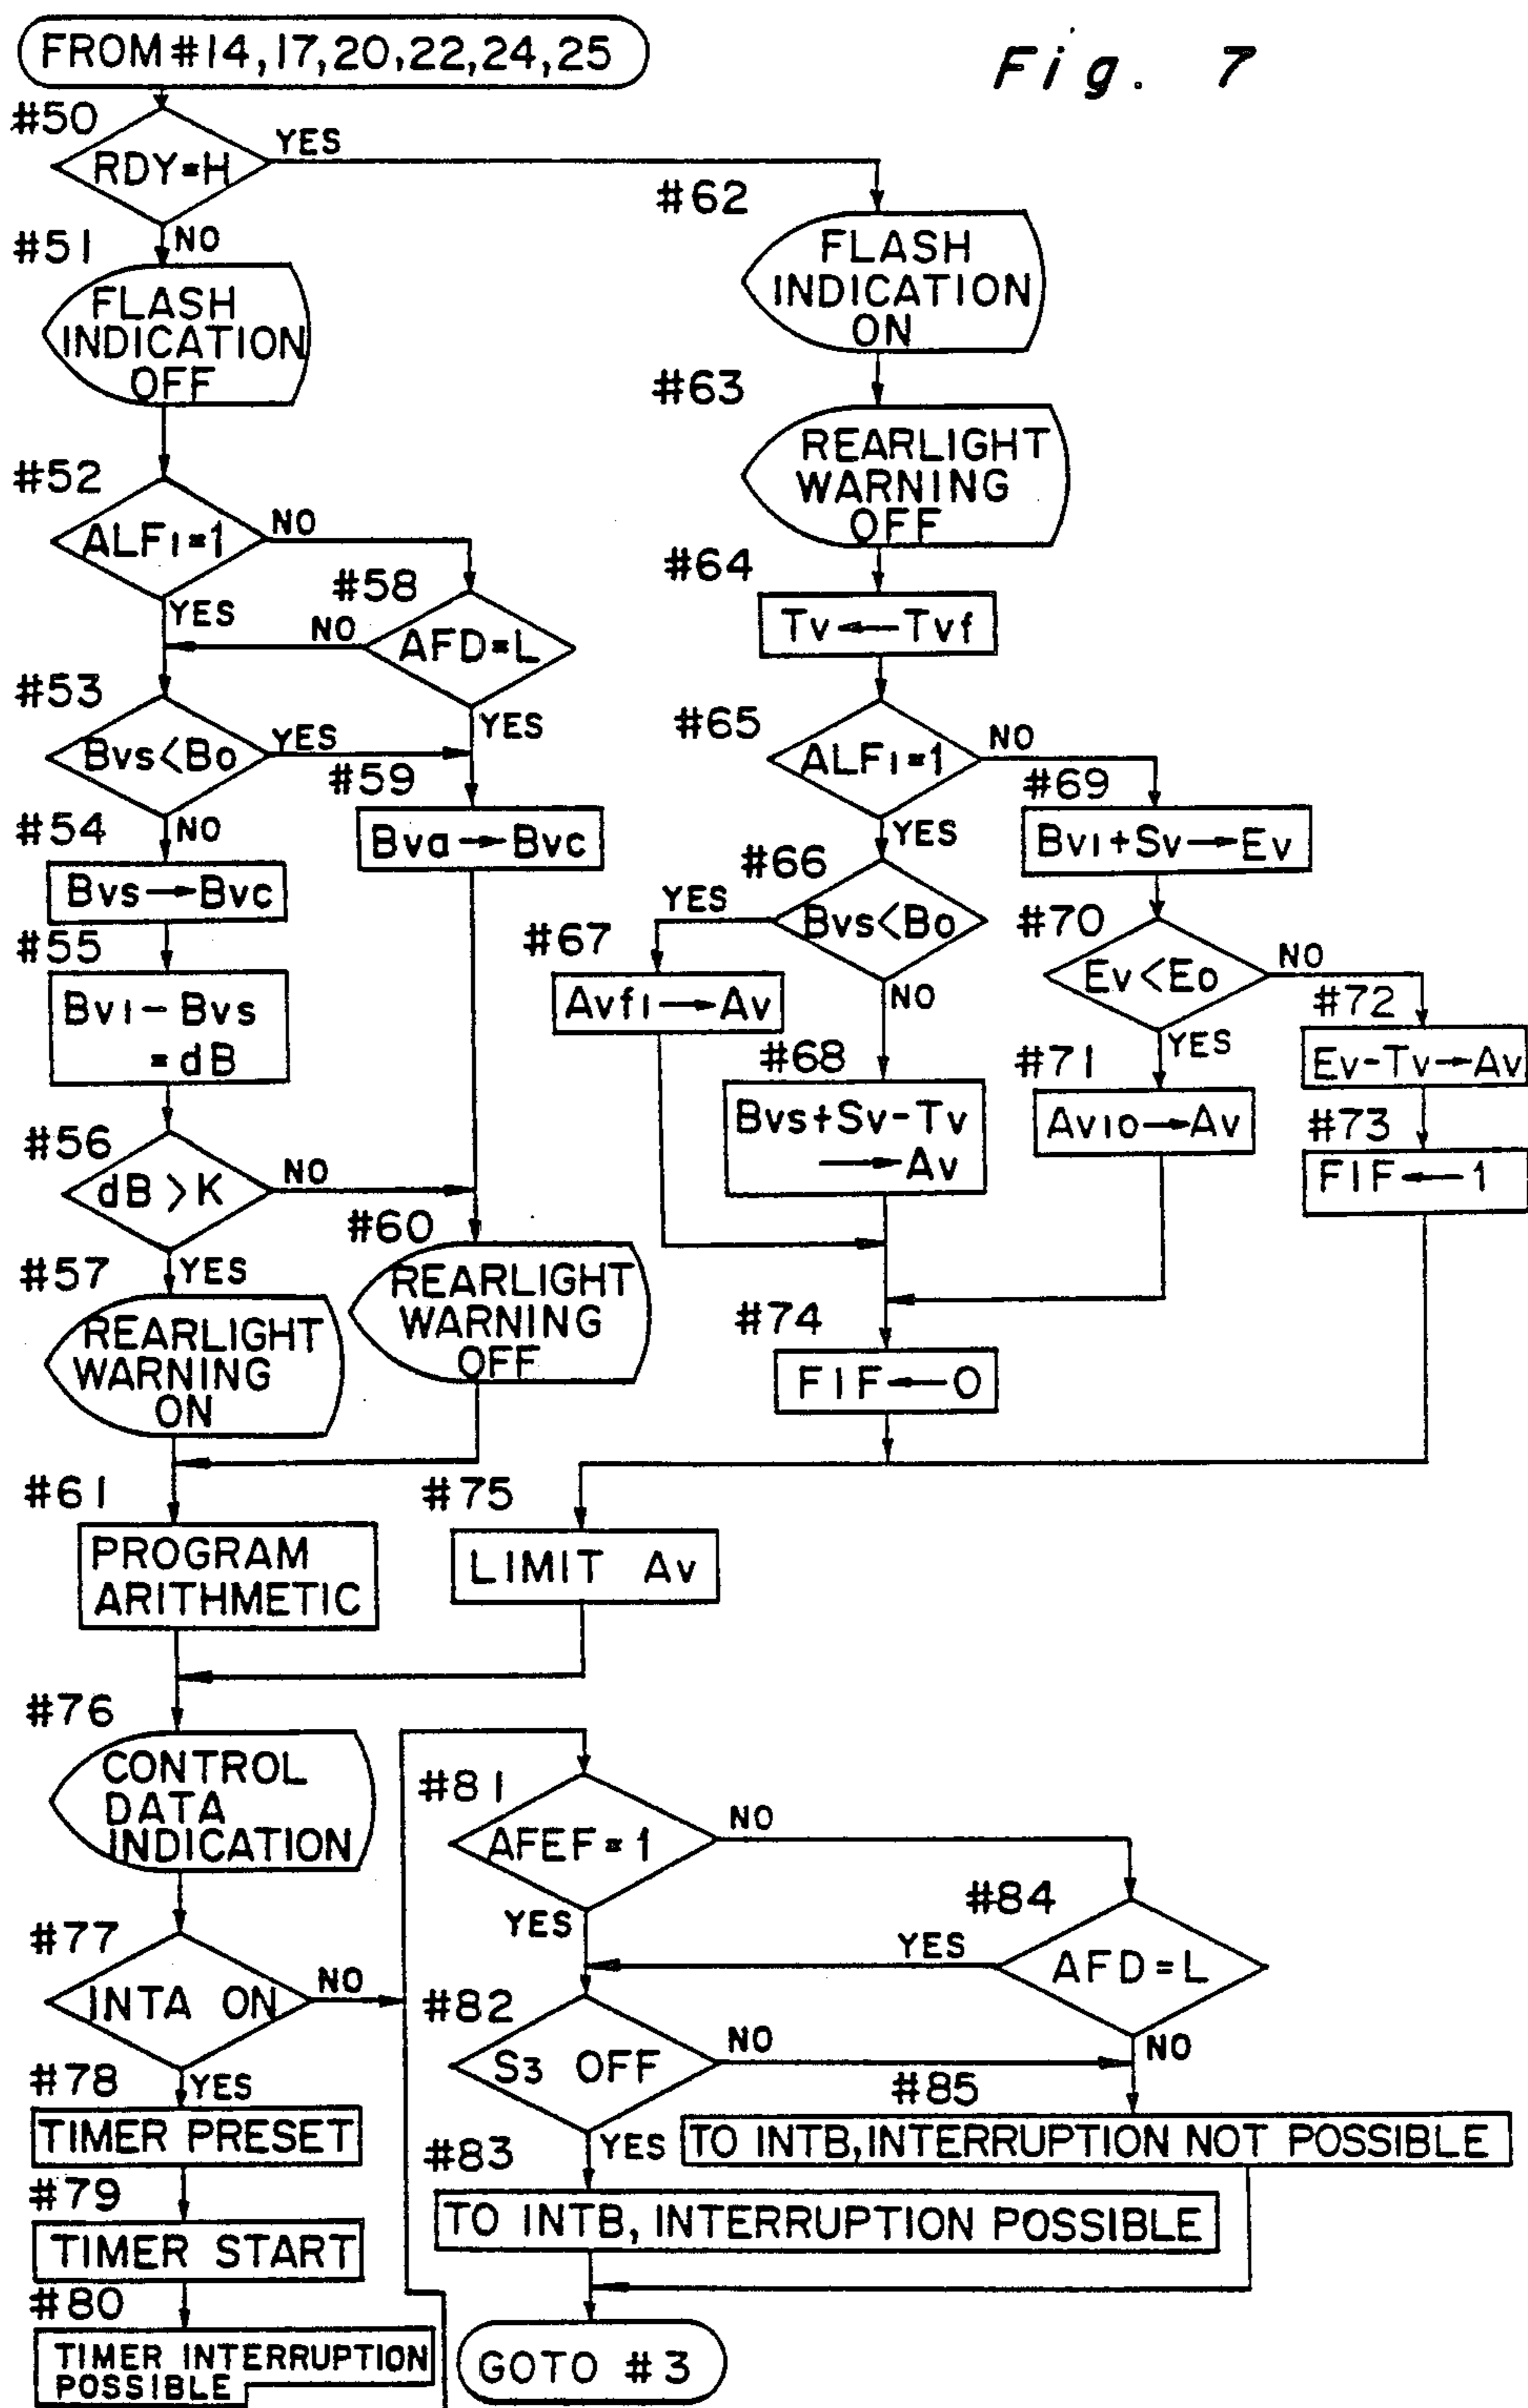 Fig. 7
FROM #14,17,20,22,24,25
#50
RDY=H
YES
NO
#51
FLASH
INDICATION
OFF
#52
ALF1=1
NO
YES
#58
AFD=L
NO
YES
#53
Bvs<Bo
YES
NO
#59
Bva→Bvc
#54
Bvs→Bvc
#55
Bv1-Bvs
=dB
#56
dB>K
NO
YES
#57
REARLIGHT
WARNING
ON
#60
REARLIGHT
WARNING
OFF
#61
PROGRAM
ARITHMETIC
#62
FLASH
INDICATION
ON
#63
REARLIGHT
WARNING
OFF
#64
Tv←Tvf
#65
ALF1=1
NO
YES
#66
Bvs<Bo
YES
NO
#67
Avf1→Av
#68
Bvs+Sv-Tv
→Av
#69
Bv1+Sv→Ev
#70
Ev<Eo
NO
YES
#71
Av10→Av
#72
Ev-Tv→Av
#73
FIF←1
#74
FIF←0
#75
LIMIT Av
#76
CONTROL
DATA
INDICATION
#77
INTA ON
NO
YES
#78
TIMER PRESET
#79
TIMER START
#80
TIMER INTERRUPTION
POSSIBLE
#81
AFEF=1
NO
YES
#84
AFD=L
YES
NO
#82
S3 OFF
NO
YES
#85
TO INTB, INTERRUPTION NOT POSSIBLE
#83
TO INTB, INTERRUPTION POSSIBLE
GOTO #3